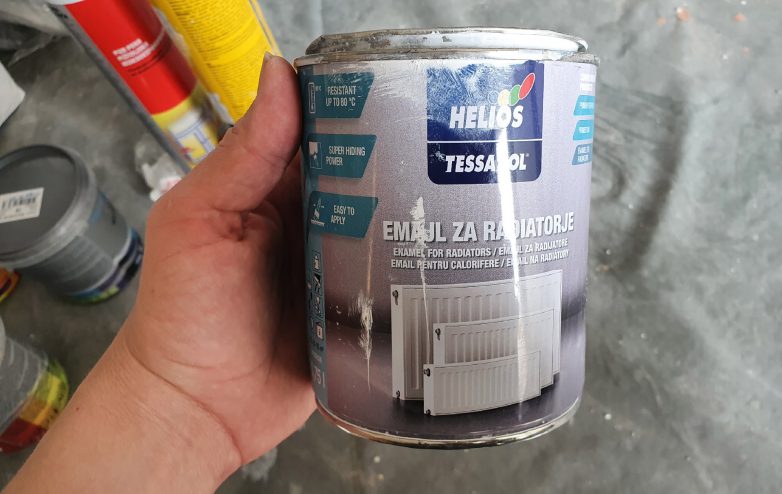 RESISTANT
UP TO 80 °C
SUPER HIDING
POWER
EASY TO
APPLY
HELIOS
TESSAROL
EMAJL ZA RADIATORJE
ENAMEL FOR RADIATORS / EMAJL ZA RADIJATORE
EMAIL PENTRU CALORIFERE / EMAIL NA RADIÁTORY